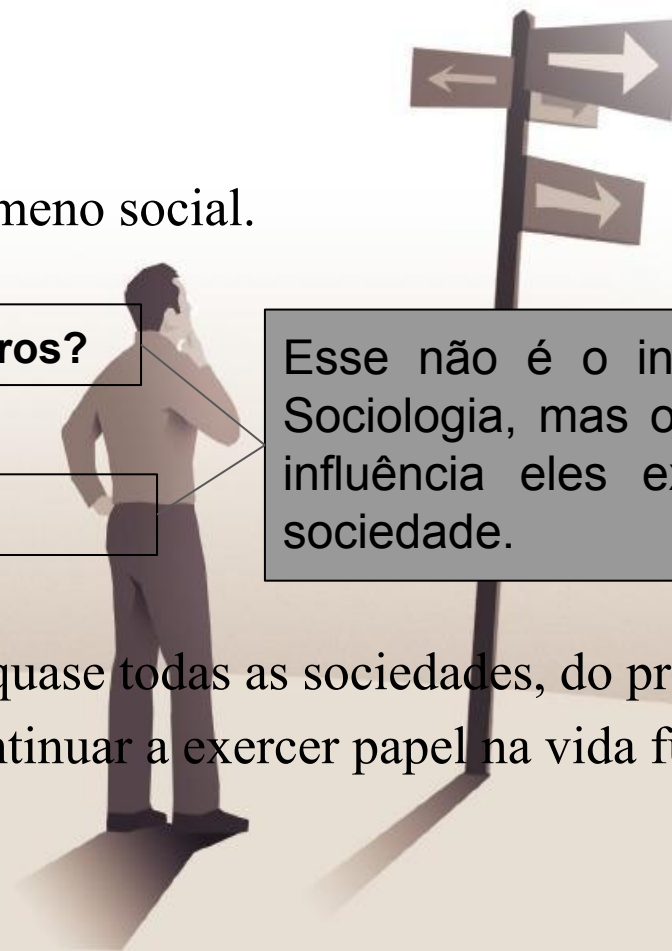 meno social.
ros?
Esse não é o in
Sociologia, mas o
influência eles ex
sociedade.
quase todas as sociedades, do pr
ntinuar a exercer papel na vida fu